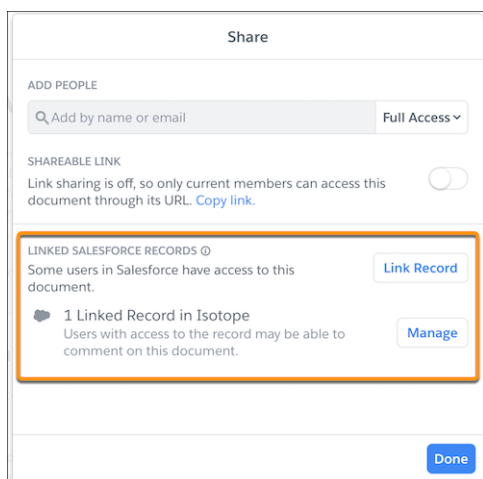 Share
ADD PEOPLE
Add by name or email
Full Access
SHAREABLE LINK
Link sharing is off, so only current members can access this
document through its URL. Copy link.
LINKED SALESFORCE RECORDS
Some users in Salesforce have access to this
document.
Link Record
1 Linked Record in Isotope
Users with access to the record may be able to
comment on this document.
Manage
Done